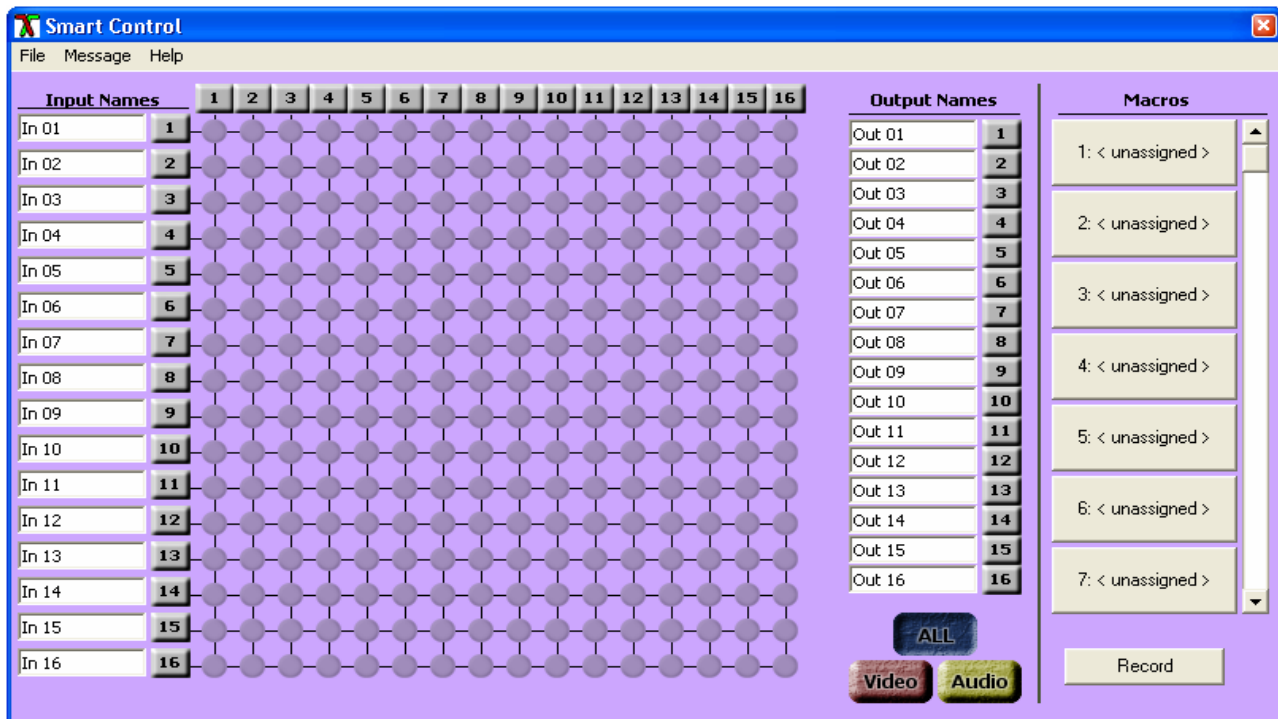 Smart Control
File Message Help
Input Names
1 2 3 4 5 6 7 8 9 10 11 12 13 14 15 16
In 01 1
In 02 2
In 03 3
In 04 4
In 05 5
In 06 6
In 07 7
In 08 8
In 09 9
In 10 10
In 11 11
In 12 12
In 13 13
In 14 14
In 15 15
In 16 16
Output Names
Out 01 1
Out 02 2
Out 03 3
Out 04 4
Out 05 5
Out 06 6
Out 07 7
Out 08 8
Out 09 9
Out 10 10
Out 11 11
Out 12 12
Out 13 13
Out 14 14
Out 15 15
Out 16 16
ALL
Video Audio
Macros
1: < unassigned >
2: < unassigned >
3: < unassigned >
4: < unassigned >
5: < unassigned >
6: < unassigned >
7: < unassigned >
Record